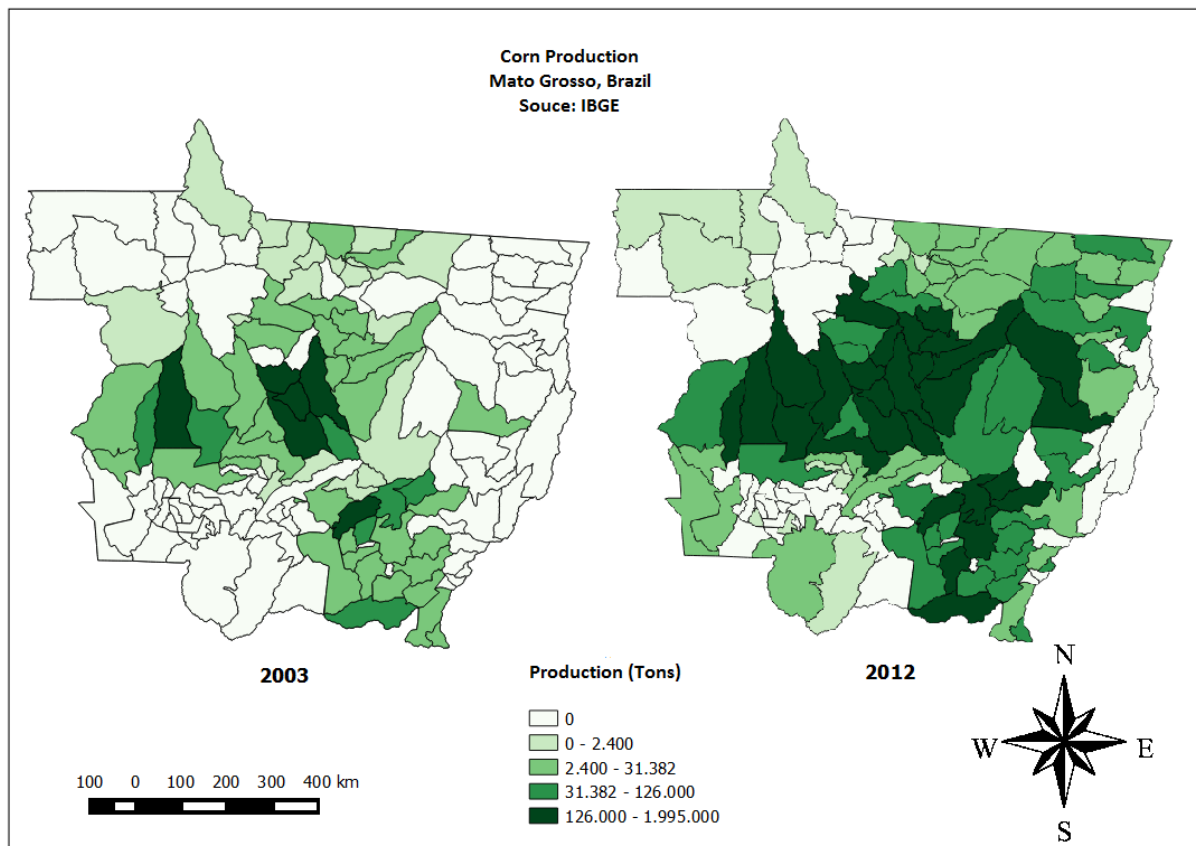 Corn Production
Mato Grosso, Brazil
Souce: IBGE
2003
2012
Production (Tons)
0
0 - 2.400
2.400 - 31.382
31.382 - 126.000
126.000 - 1.995.000
100 0 100 200 300 400 km
N
W E
S